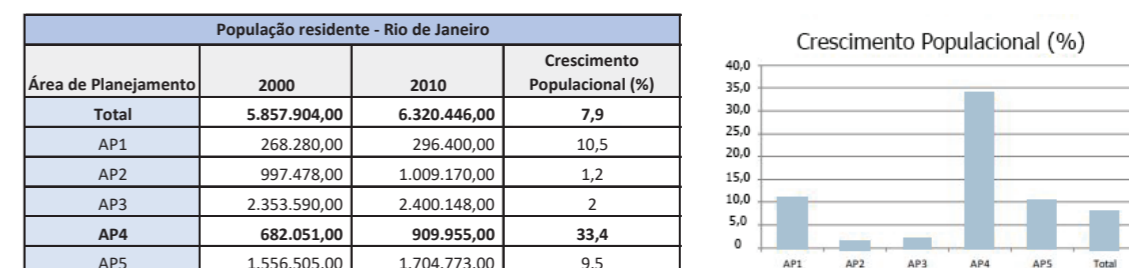 População residente - Rio de Janeiro
Área de Planejamento 2000 2010 Crescimento Populacional (%)
Total 5.857.904,00 6.320.446,00 7,9
AP1 268.280,00 296.400,00 10,5
AP2 997.478,00 1.009.170,00 1,2
AP3 2.353.590,00 2.400.148,00 2
AP4 682.051,00 909.955,00 33,4
AP5 1.556.505,00 1.704.773,00 9,5
Crescimento Populacional (%)
40,0
35,0
30,0
25,0
20,0
15,0
10,0
5,0
0
AP1 AP2 AP3 AP4 AP5 Total